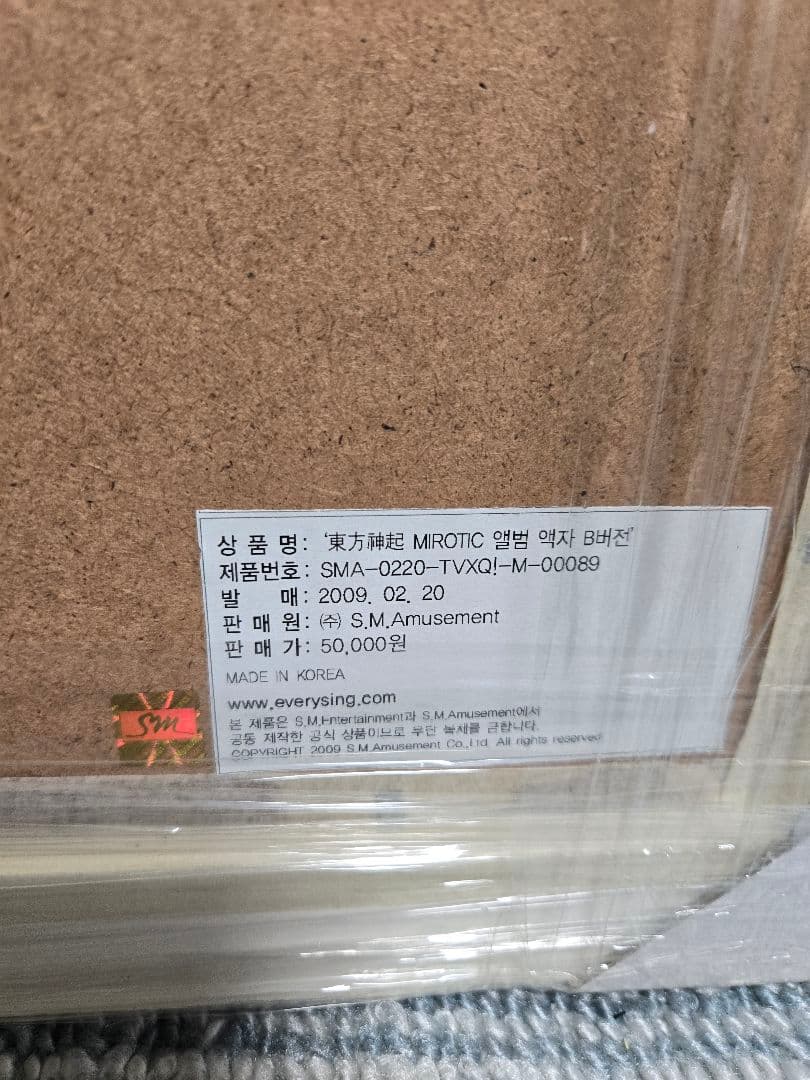 상 품 명 : '東方神起 MIROTIC 앨범 액자 B버전'
제품번호 : SMA-0220-TVXQ!-M-00089
발 매 : 2009. 02. 20
판 매 원 : ㈜ S.M.Amusement
판 매 가 : 50,000원
MADE IN KOREA
www.everysing.com
본 제품은 S.M.Entertainment과 S.M.Amusement에서
공동 제작한 공식 상품이므로 무단 복제를 금합니다.
COPYRIGHT 2009 S.M.Amusement Co.,Ltd. All rights reserved
SM